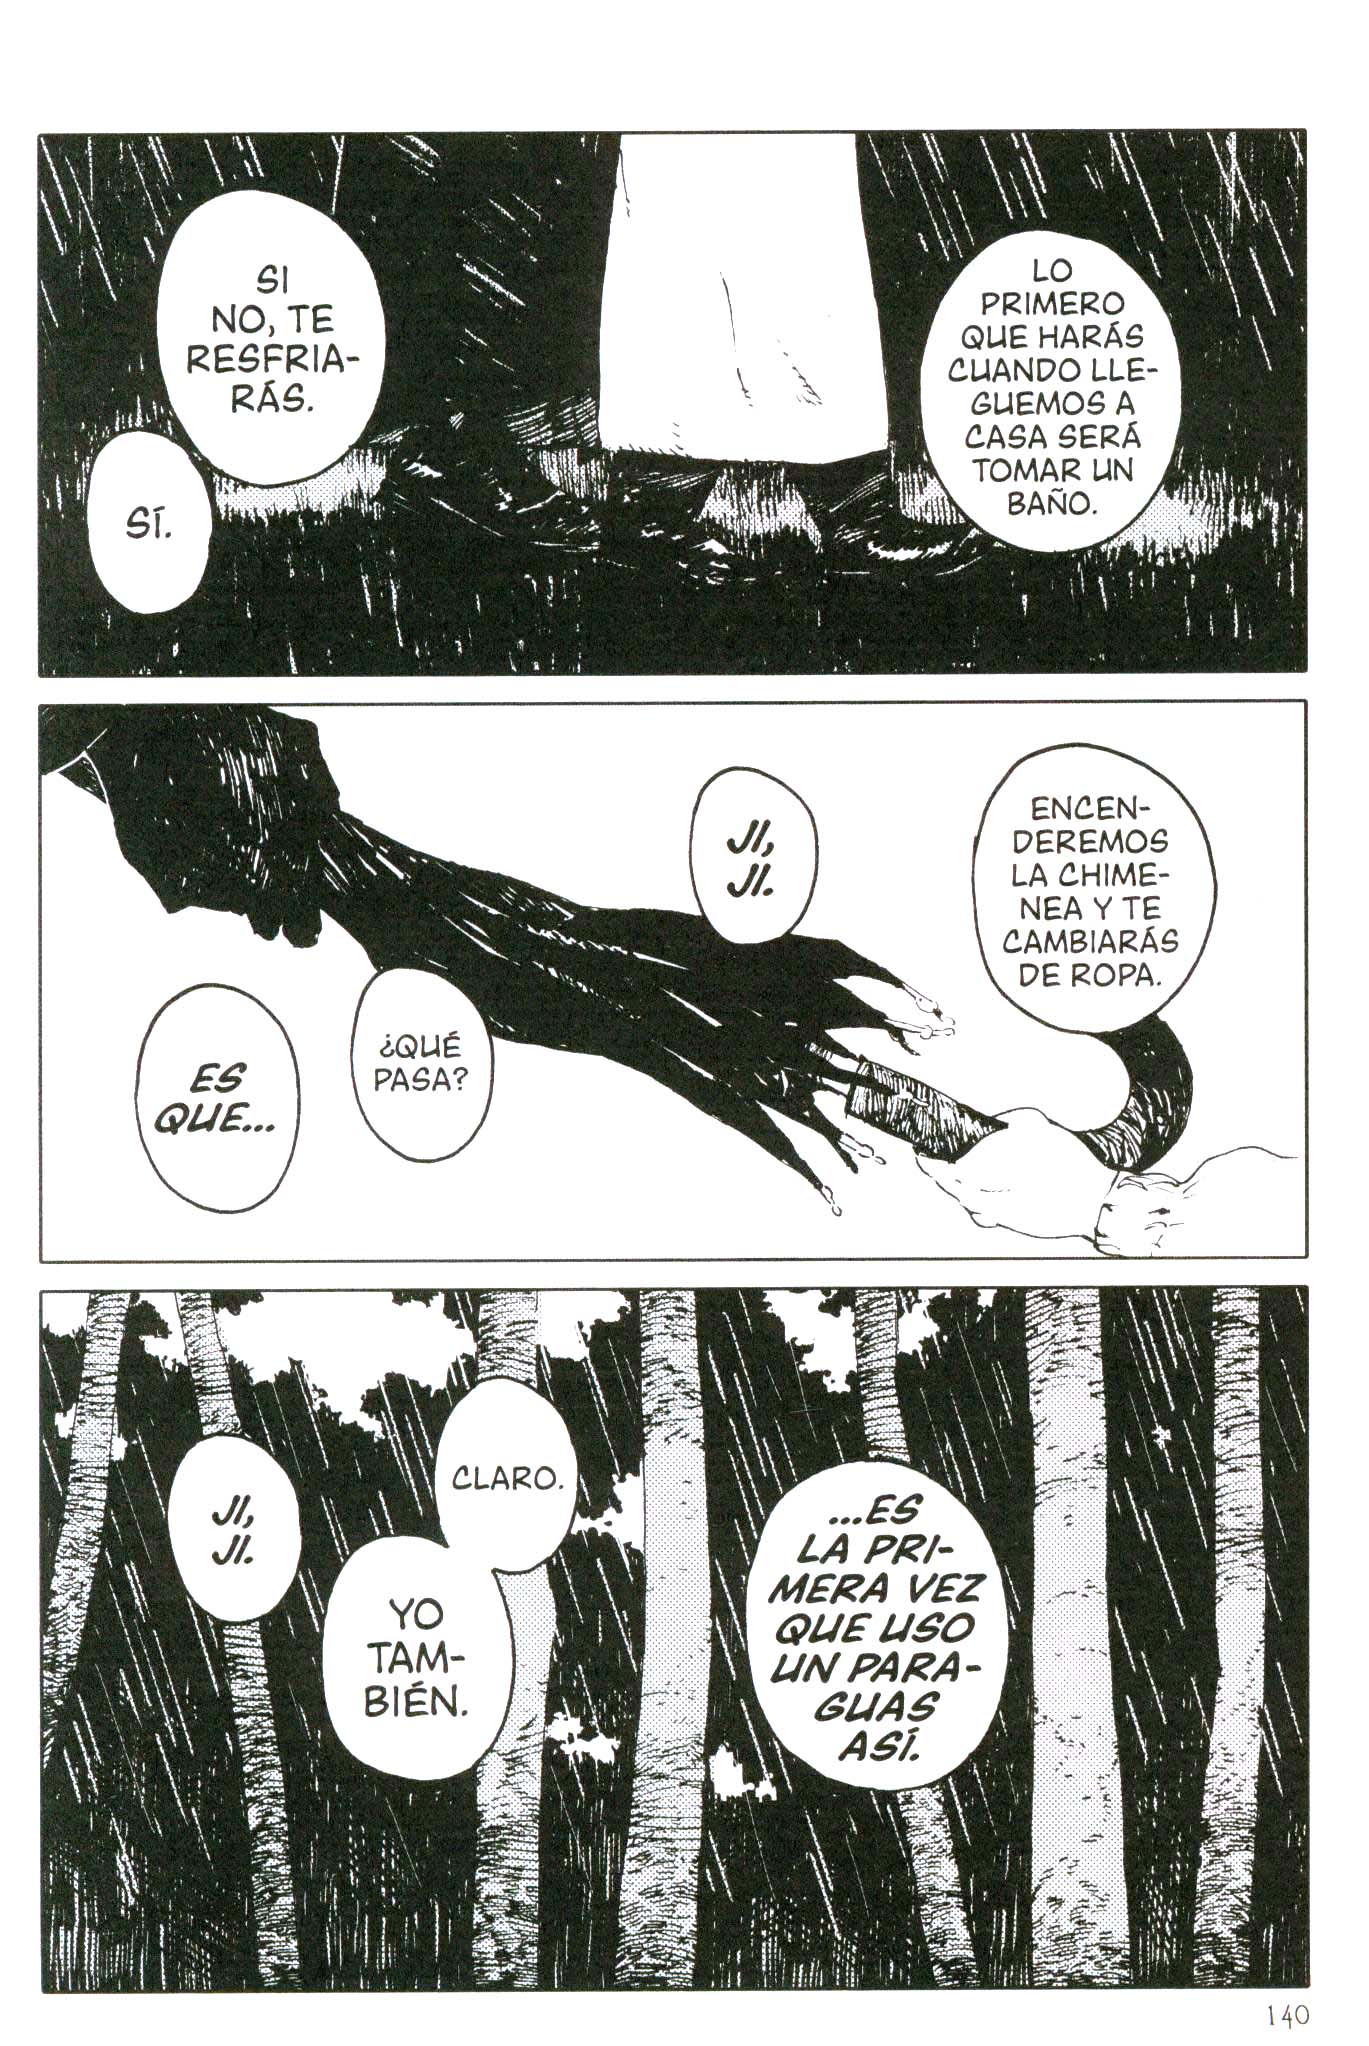 LO
PRIMERO
QUE HARÁS
CUANDO LLE-
GUEMOS A
CASA SERÁ
TOMAR UN
BAÑO.
SI
NO, TE
RESFRIA-
RÁS.
SÍ.
ENCEN-
DEREMOS
LA CHIME-
NEA Y TE
CAMBIARÁS
DE ROPA.
JI,
JI.
¿QUÉ
PASA?
ES
QUE...
...ES
LA PRI-
MERA VEZ
QUE USO
UN PARA-
GUAS
ASÍ.
CLARO.
YO
TAM-
BIÉN.
JI,
JI.
140